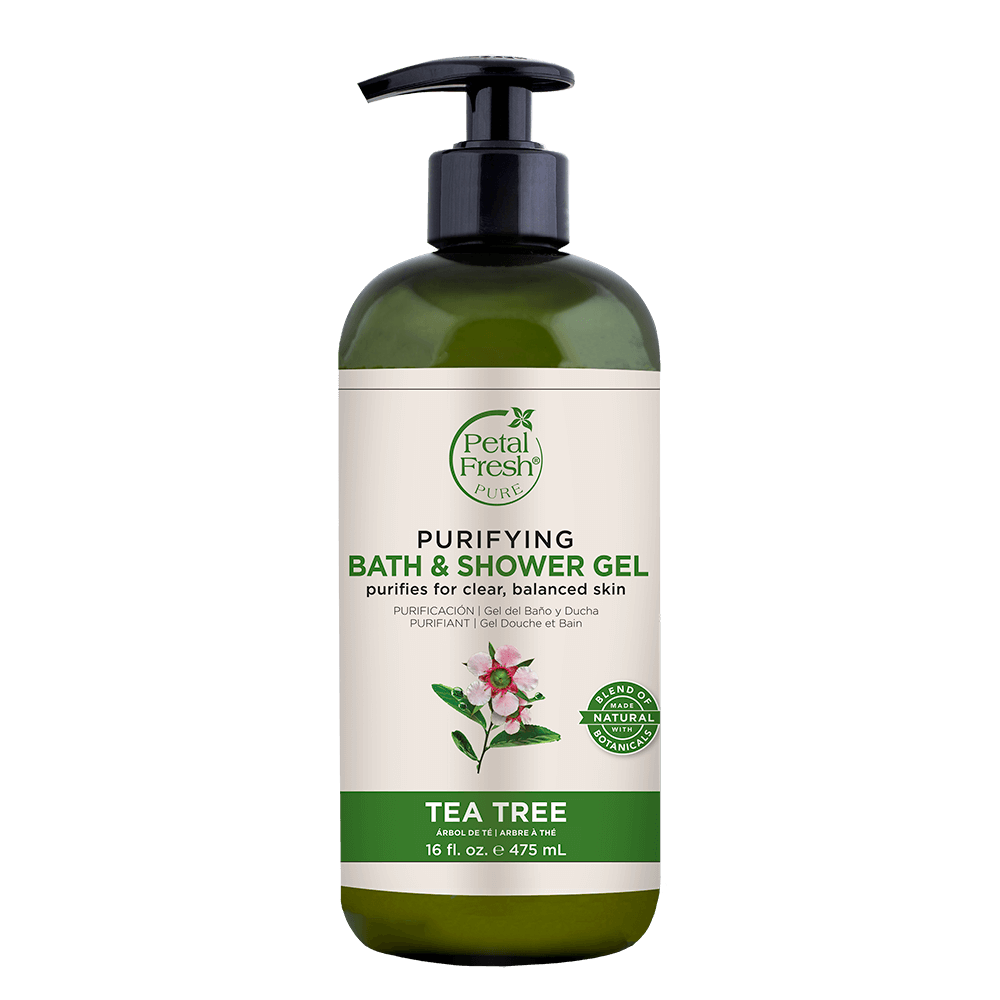 Petal
Fresh®
PURE
PURIFYING
BATH & SHOWER GEL
purifies for clear, balanced skin
PURIFICACIÓN | Gel del Baño y Ducha
PURIFIANT | Gel Douche et Bain
BLEND OF
MADE
NATURAL
WITH
BOTANICALS
TEA TREE
ÁRBOL DE TÉ | ARBRE À THÉ
16 fl. oz. ℮ 475 mL